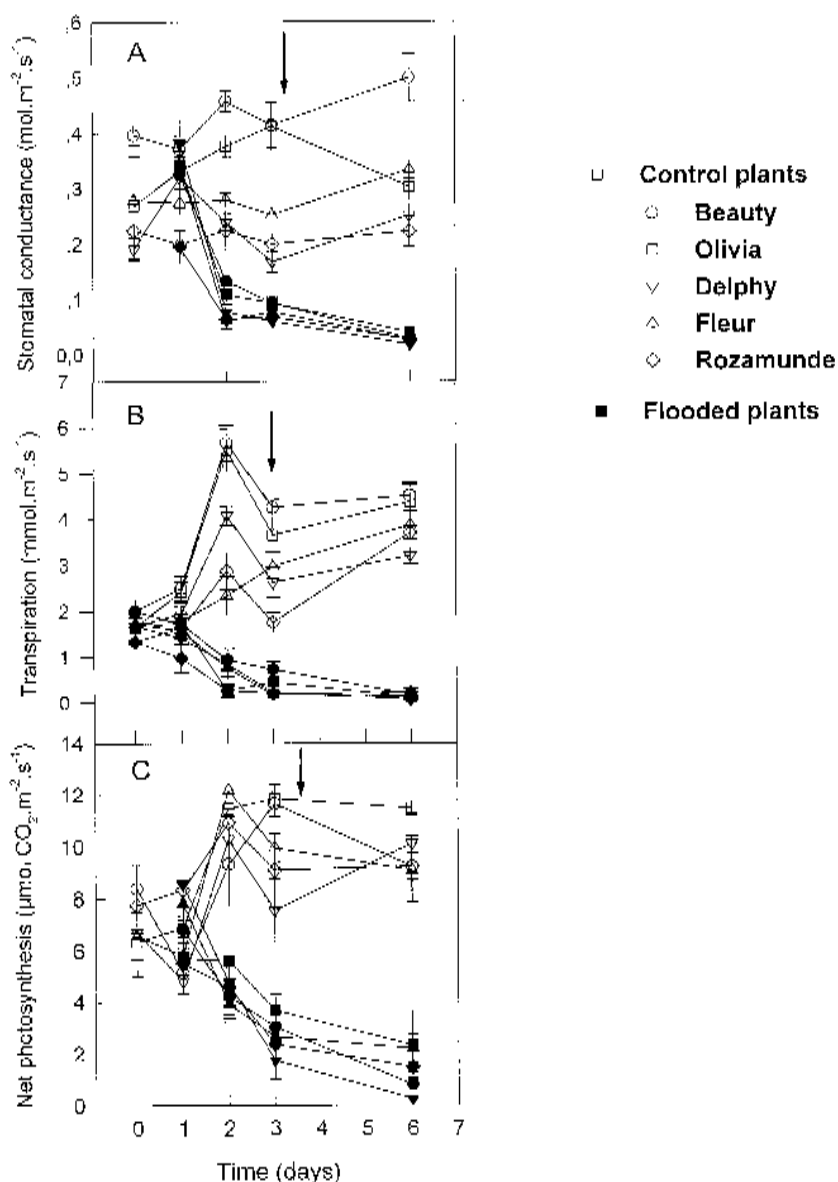 A
Stomatal conductance (mol.m-2.s-1)
,6
,5
,4
,3
,2
,1
0,0
B
Transpiration (mmol.m-2.s-1)
7
6
5
4
3
2
1
0
C
Net photosynthesis (µmol CO2.m-2.s-1)
14
12
10
8
6
4
2
0
0 1 2 3 4 5 6 7
Time (days)
Control plants
Beauty
Olivia
Delphy
Fleur
Rozamunde
Flooded plants